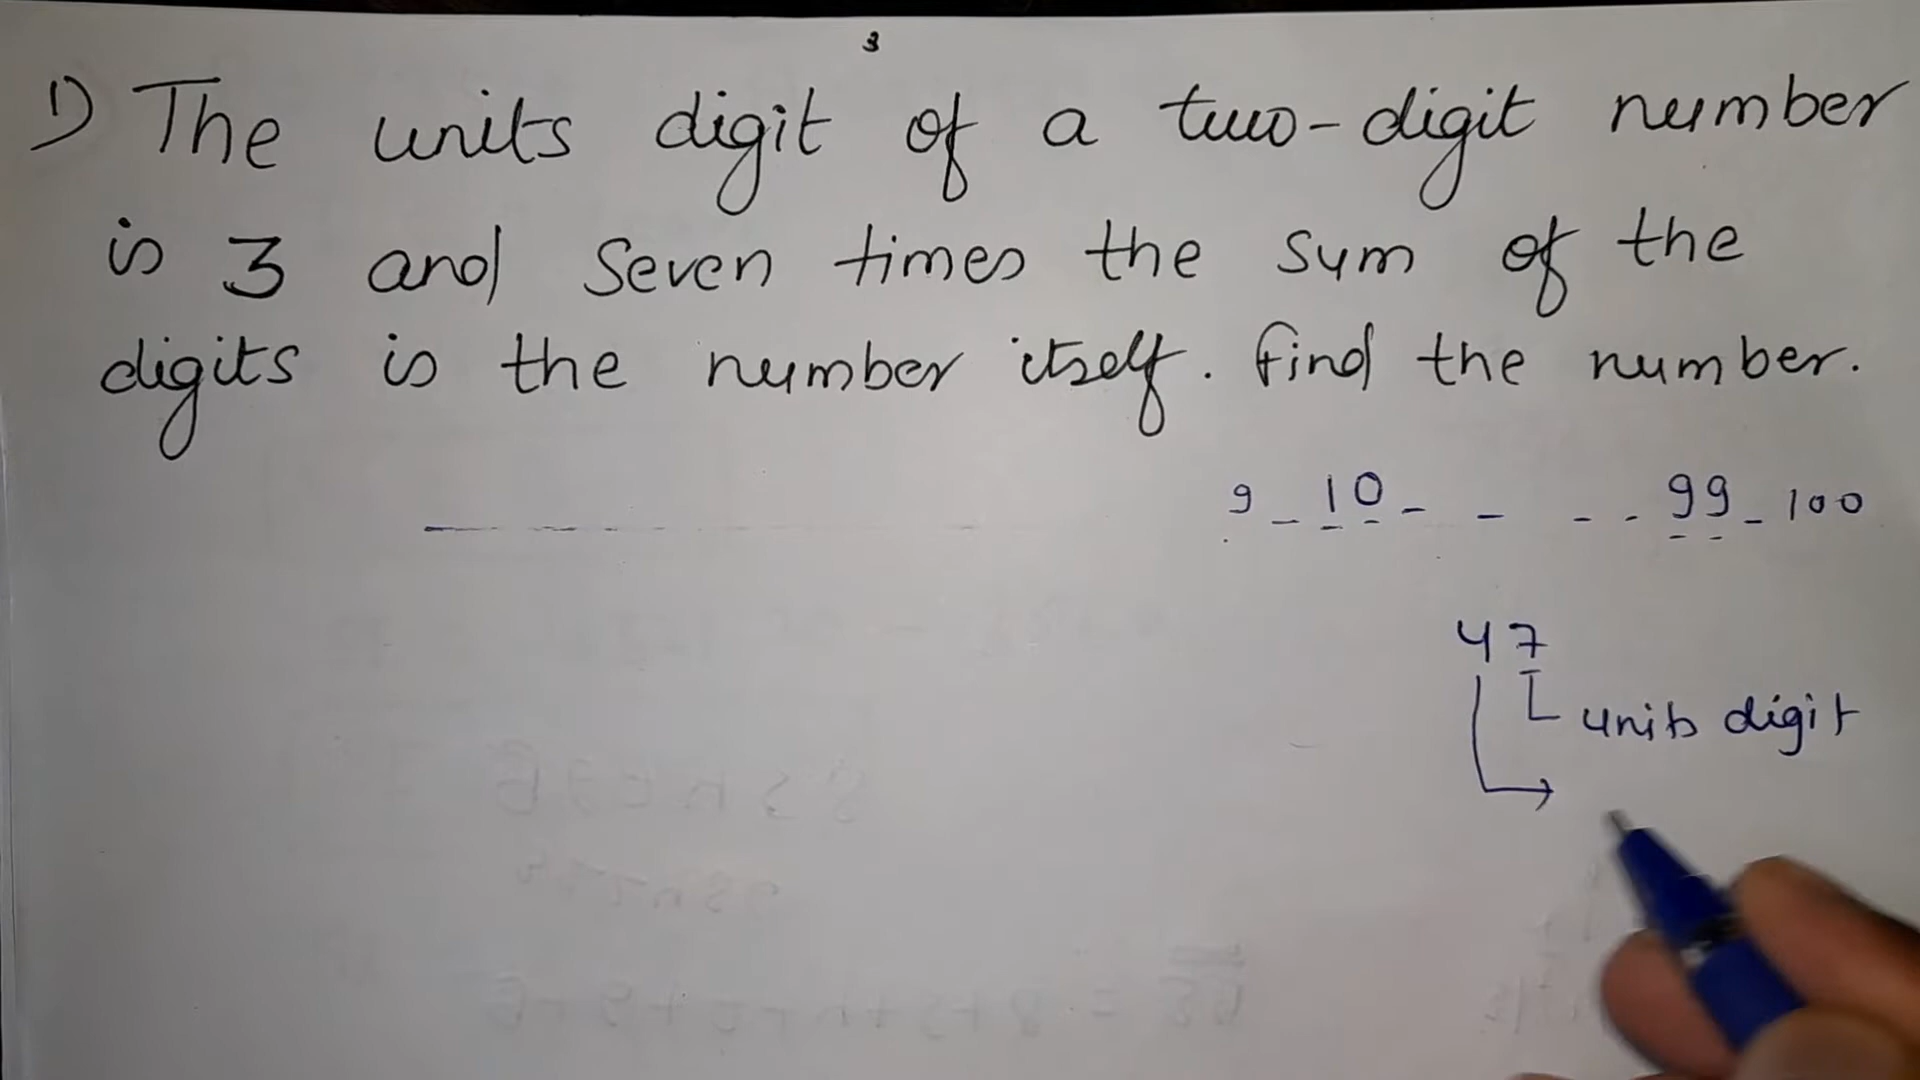 3
1) The units digit of a two-digit number
is 3 and seven times the sum of the
digits is the number itself. find the number.
9 _ 10 - - - - 99 _ 100
47
units digit